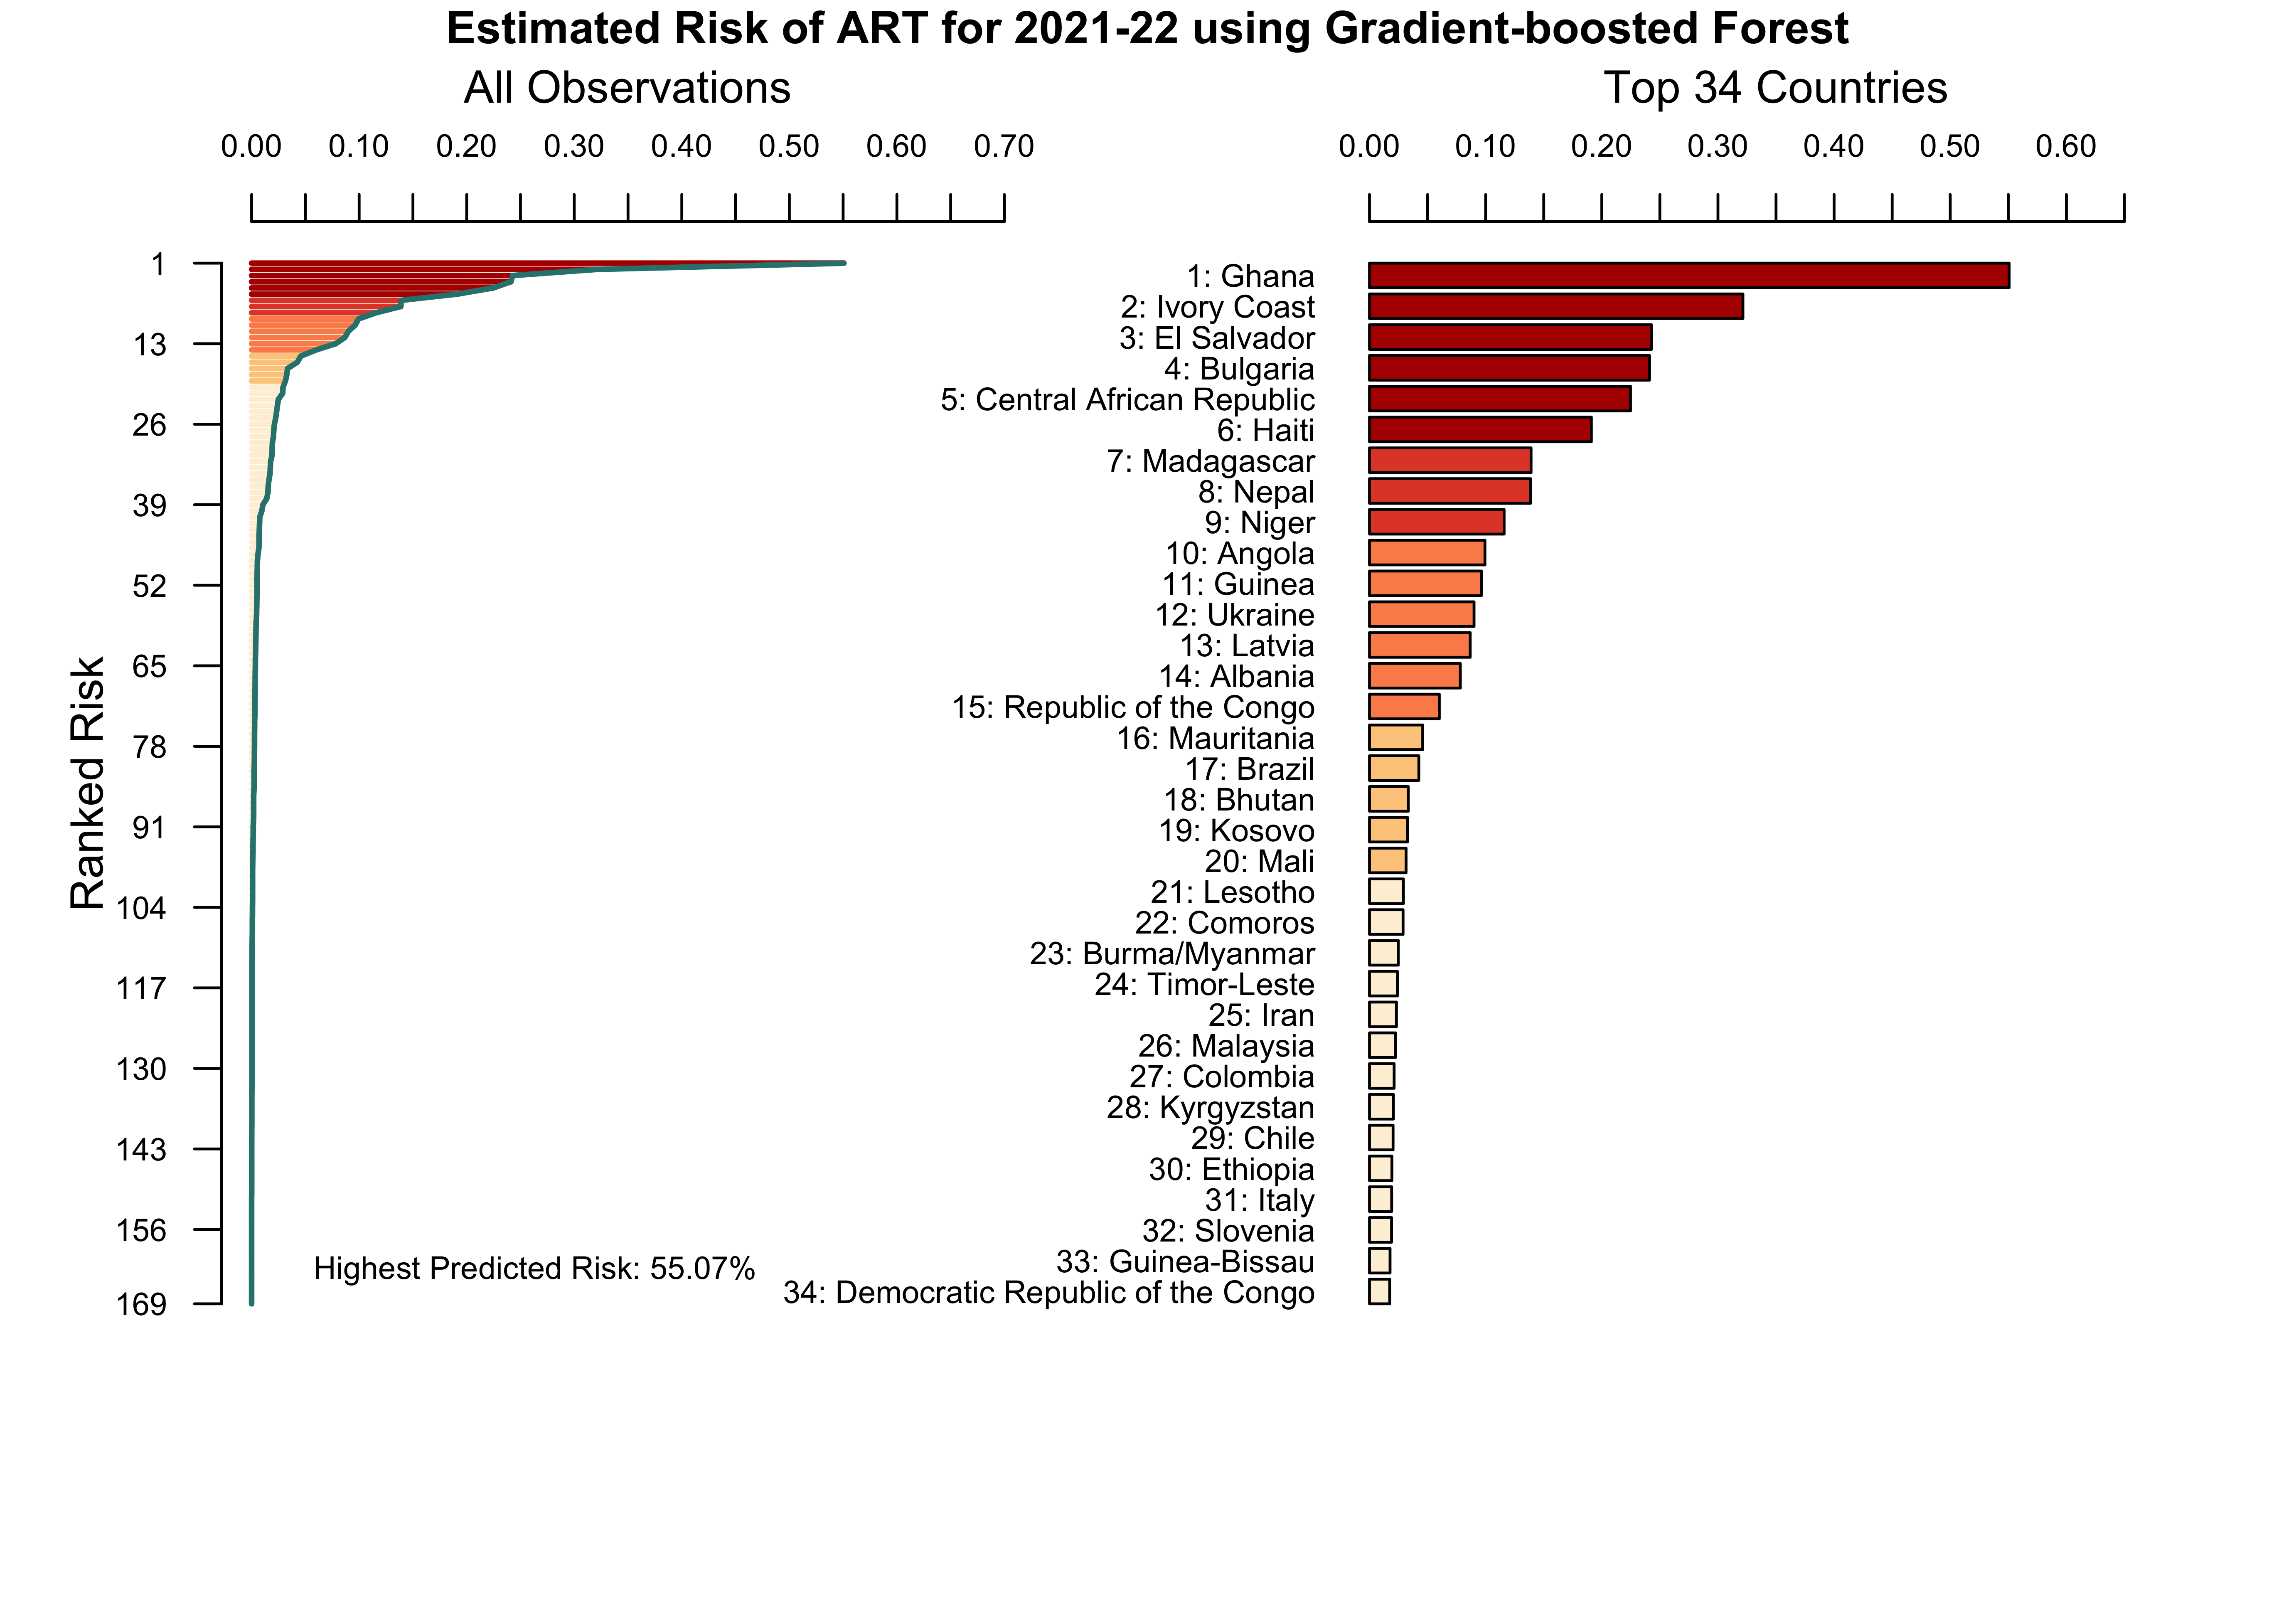 Estimated Risk of ART for 2021-22 using Gradient-boosted Forest
All Observations
0.00 0.10 0.20 0.30 0.40 0.50 0.60 0.70
Ranked Risk
1
13
26
39
52
65
78
91
104
117
130
143
156
169
Highest Predicted Risk: 55.07%
Top 34 Countries
0.00 0.10 0.20 0.30 0.40 0.50 0.60
1: Ghana
2: Ivory Coast
3: El Salvador
4: Bulgaria
5: Central African Republic
6: Haiti
7: Madagascar
8: Nepal
9: Niger
10: Angola
11: Guinea
12: Ukraine
13: Latvia
14: Albania
15: Republic of the Congo
16: Mauritania
17: Brazil
18: Bhutan
19: Kosovo
20: Mali
21: Lesotho
22: Comoros
23: Burma/Myanmar
24: Timor-Leste
25: Iran
26: Malaysia
27: Colombia
28: Kyrgyzstan
29: Chile
30: Ethiopia
31: Italy
32: Slovenia
33: Guinea-Bissau
34: Democratic Republic of the Congo